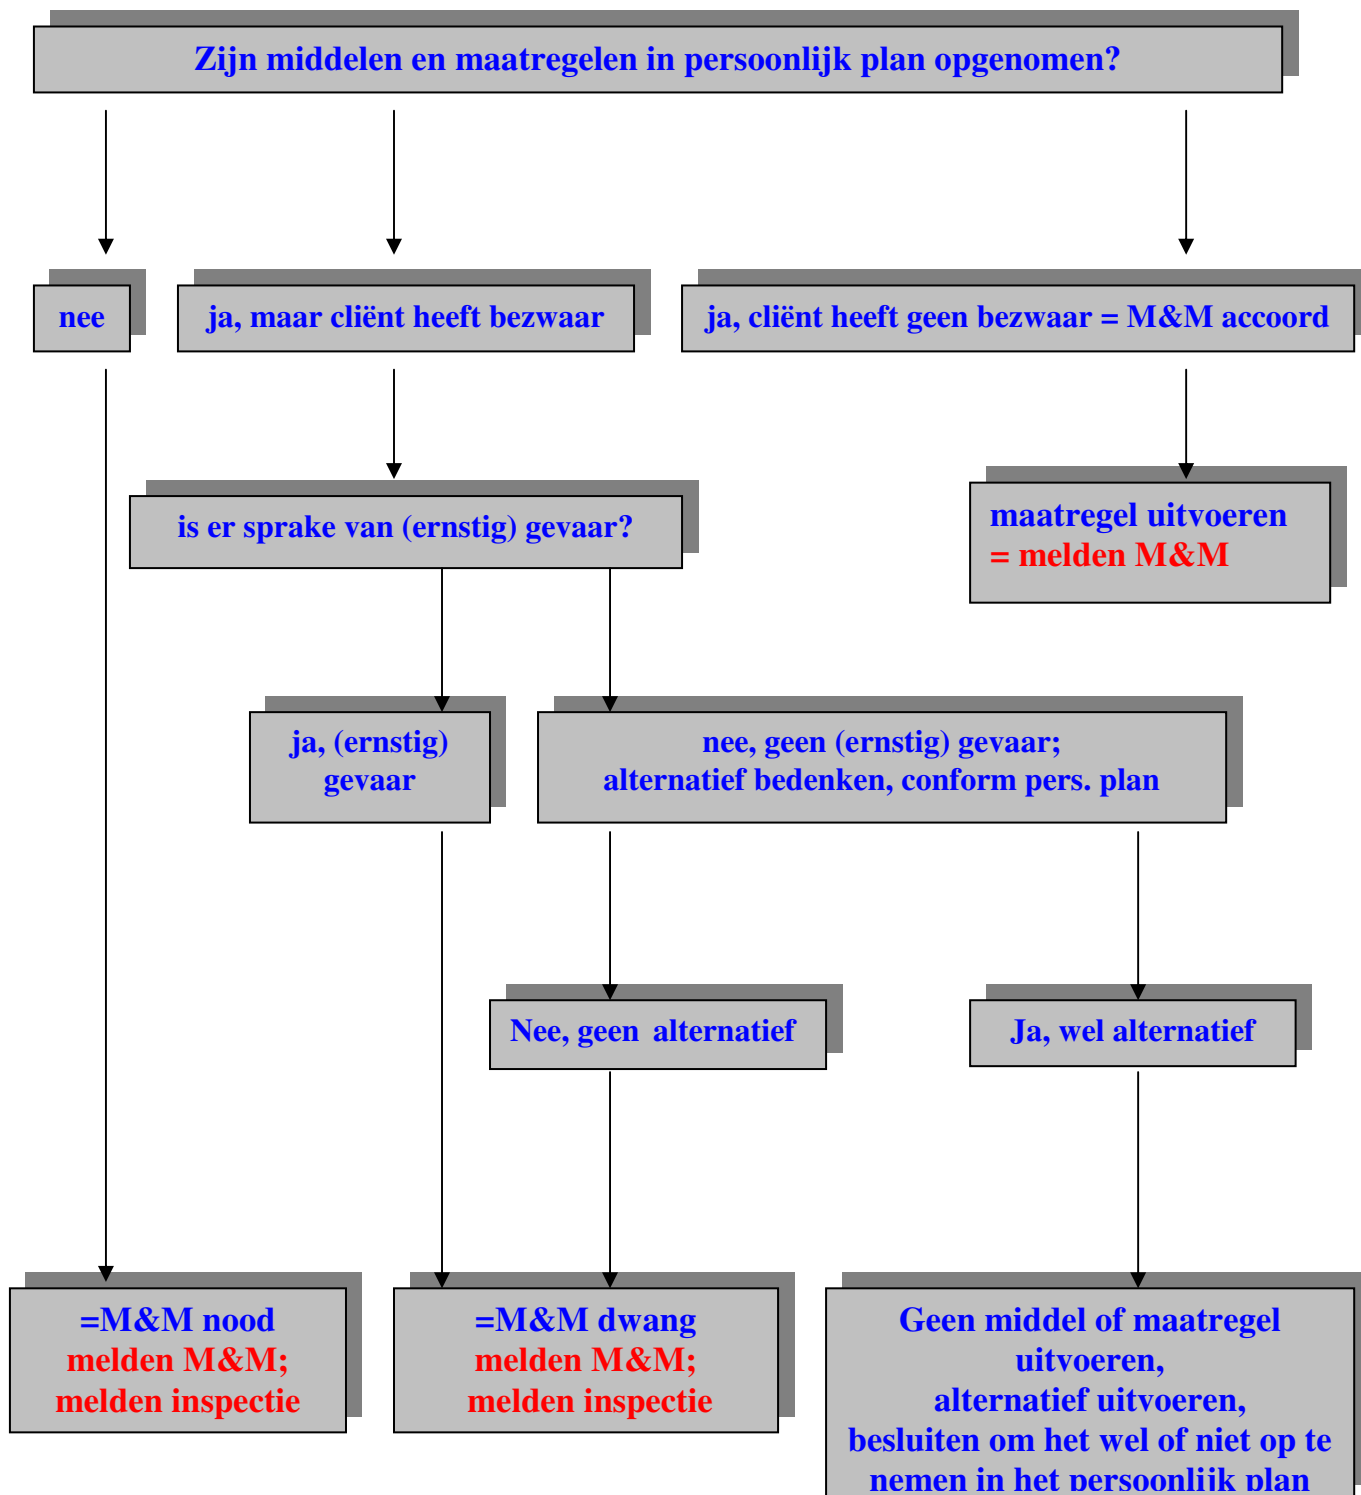 Zijn middelen en maatregelen in persoonlijk plan opgenomen?
nee
ja, maar cliënt heeft bezwaar
ja, cliënt heeft geen bezwaar = M&M accoord
is er sprake van (ernstig) gevaar?
maatregel uitvoeren
= melden M&M
ja, (ernstig)
gevaar
nee, geen (ernstig) gevaar;
alternatief bedenken, conform pers. plan
Nee, geen alternatief
Ja, wel alternatief
=M&M nood
melden M&M;
melden inspectie
=M&M dwang
melden M&M;
melden inspectie
Geen middel of maatregel
uitvoeren,
alternatief uitvoeren,
besluiten om het wel of niet op te
nemen in het persoonlijk plan